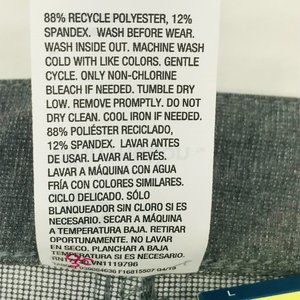 88% RECYCLE POLYESTER, 12%
SPANDEX. WASH BEFORE WEAR.
WASH INSIDE OUT. MACHINE WASH
COLD WITH LIKE COLORS. GENTLE
CYCLE. ONLY NON-CHLORINE
BLEACH IF NEEDED. TUMBLE DRY
LOW. REMOVE PROMPTLY. DO NOT
DRY CLEAN. COOL IRON IF NEEDED.
88% POLIÉSTER RECICLADO,
12% SPANDEX. LAVAR ANTES
DE USAR. LAVAR AL REVÉS.
LAVAR A MÁQUINA CON AGUA
FRÍA CON COLORES SIMILARES.
CICLO DELICADO. SÓLO
BLANQUEADOR SIN CLORO SI ES
NECESARIO. SECAR A MÁQUINA
A TEMPERATURA BAJA. RETIRAR
OPORTUNAMENTE. NO LAVAR
EN SECO. PLANCHAR A BAJA
TEMPERATURA SI ES NECESARIO.
VN1119796
L